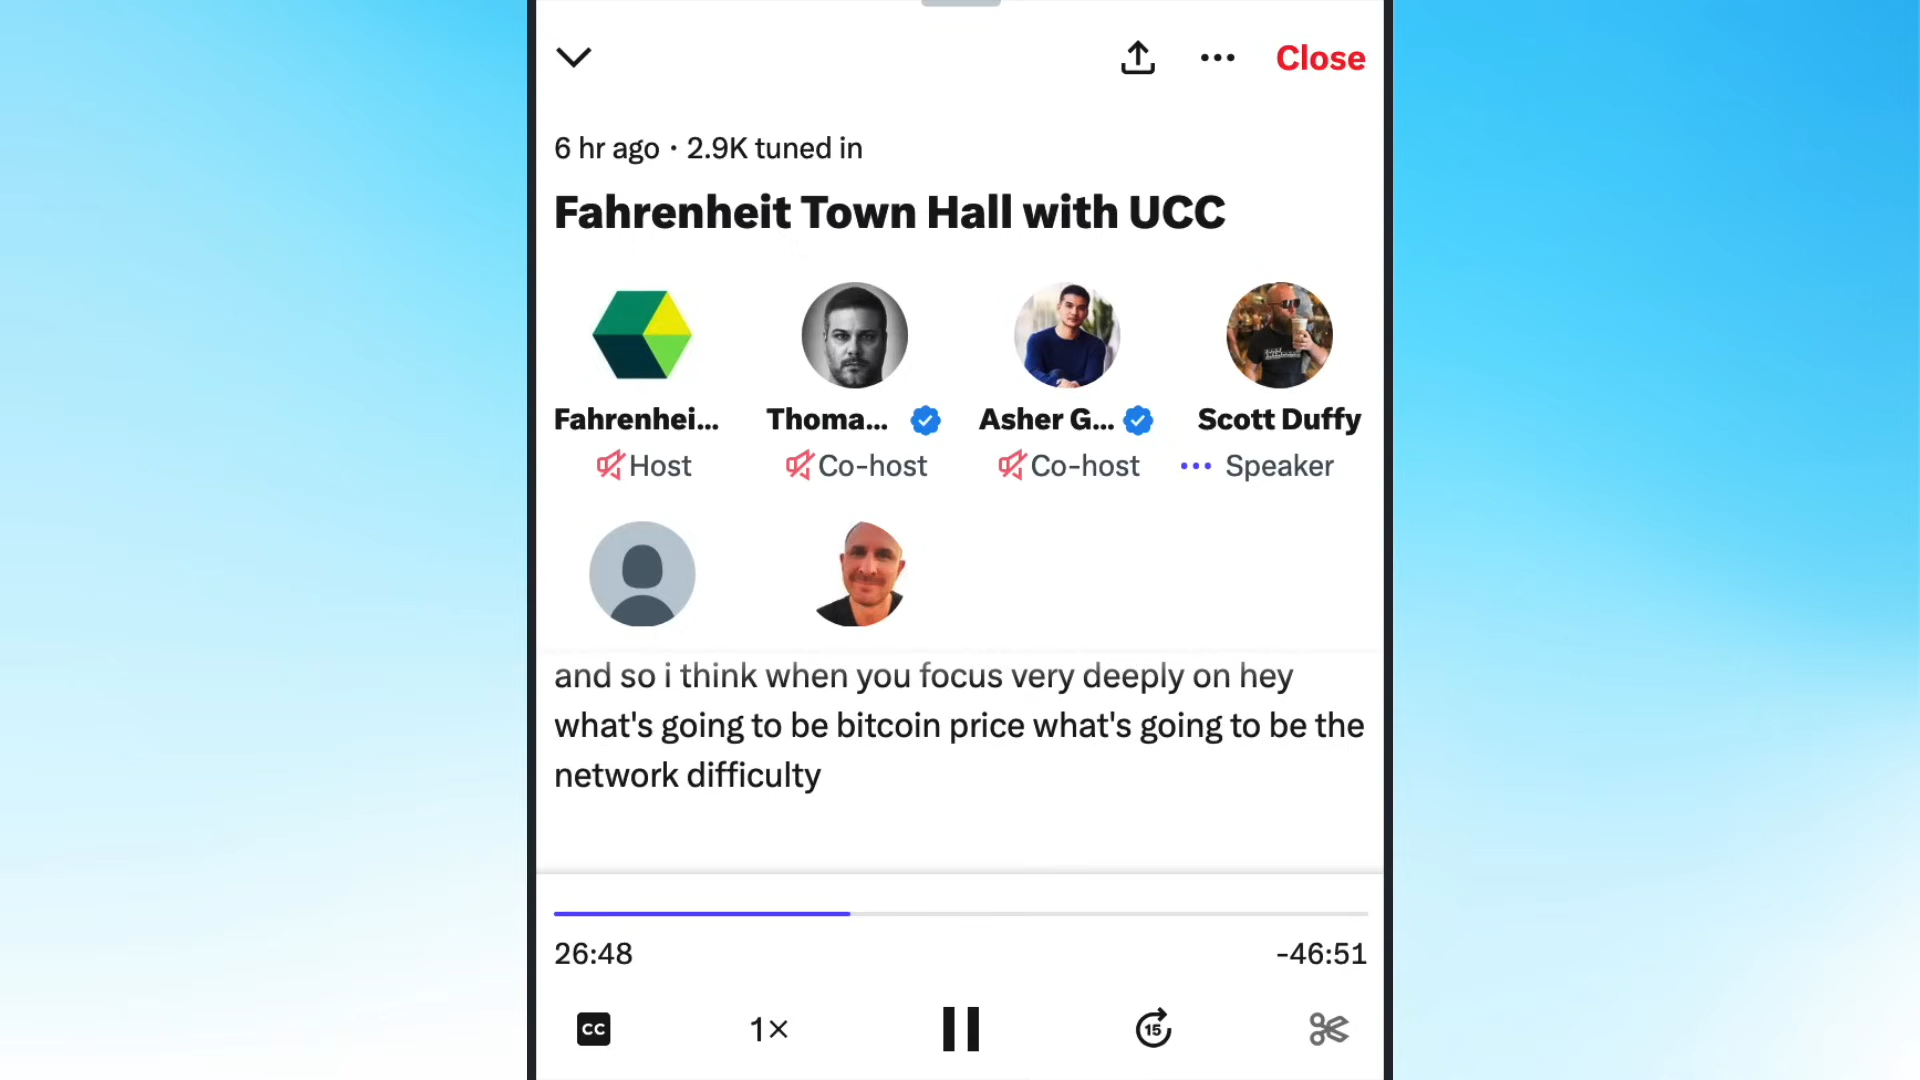 Close
6 hr ago · 2.9K tuned in
Fahrenheit Town Hall with UCC
Fahrenhei... Thoma... Asher G... Scott Duffy
Host Co-host Co-host Speaker
and so i think when you focus very deeply on hey
what's going to be bitcoin price what's going to be the
network difficulty
26:48 -46:51
CC 1× 15